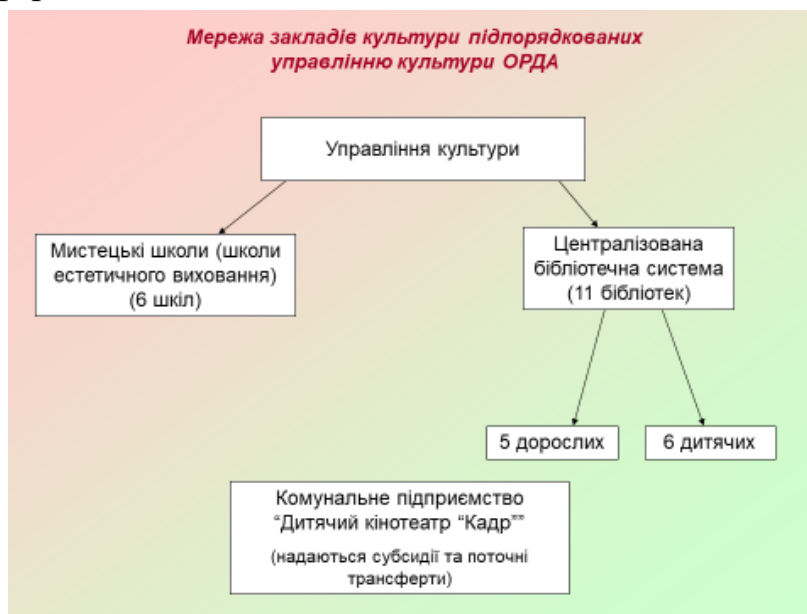 Мережа закладів культури підпорядкованих
управлінню культури ОРДА
Управління культури
Мистецькі школи (школи
естетичного виховання)
(6 шкіл)
Централізована
бібліотечна система
(11 бібліотек)
5 дорослих
6 дитячих
Комунальне підприємство
“Дитячий кінотеатр “Кадр””
(надаються субсидії та поточні
трансферти)